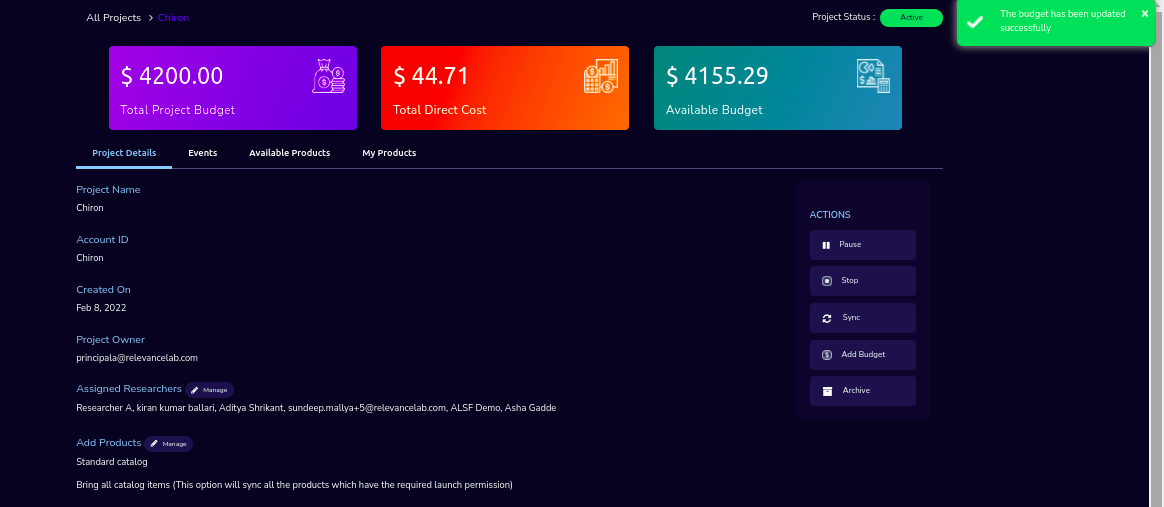 All Projects > Chiron
Project Status : Active
The budget has been updated
successfully
×
$ 4200.00
Total Project Budget
$ 44.71
Total Direct Cost
$ 4155.29
Available Budget
Project Details Events Available Products My Products
Project Name
Chiron
Account ID
Chiron
Created On
Feb 8, 2022
Project Owner
principala@relevancelab.com
Assigned Researchers Manage
Researcher A, kiran kumar ballari, Aditya Shrikant, sundeep.mallya+5@relevancelab.com, ALSF Demo, Asha Gadde
Add Products Manage
Standard catalog
Bring all catalog items (This option will sync all the products which have the required launch permission)
ACTIONS
Pause
Stop
Sync
Add Budget
Archive